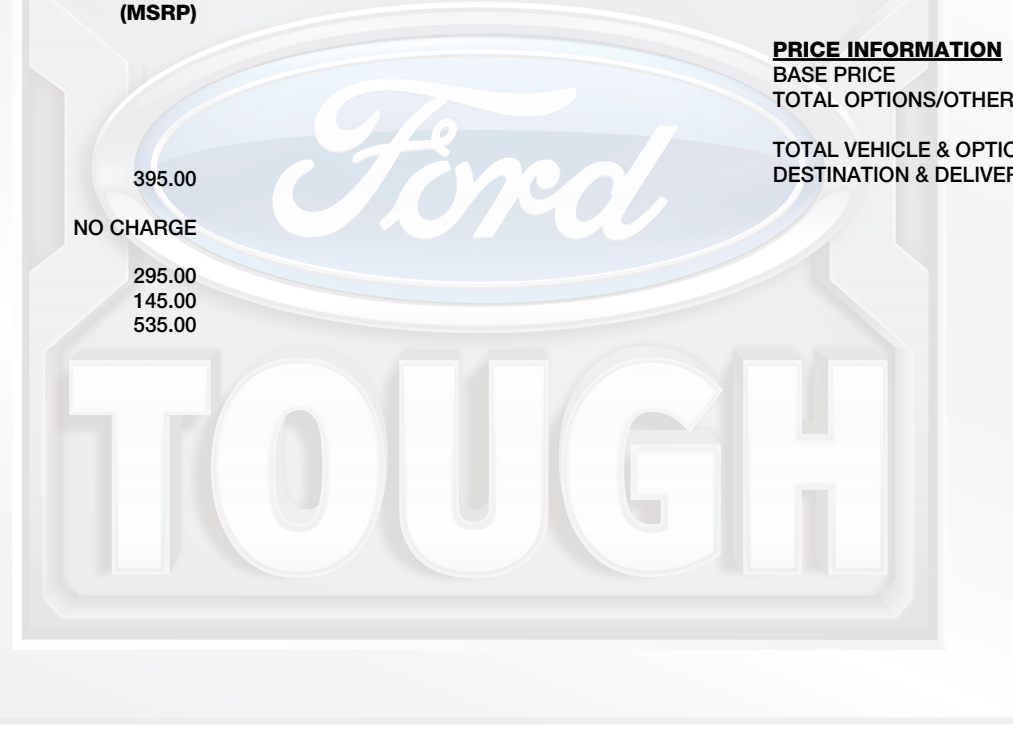 (MSRP)
395.00
NO CHARGE
295.00
145.00
535.00
PRICE INFORMATION
BASE PRICE
TOTAL OPTIONS/OTHER
TOTAL VEHICLE & OPTIO
DESTINATION & DELIVER
Ford
TOUGH